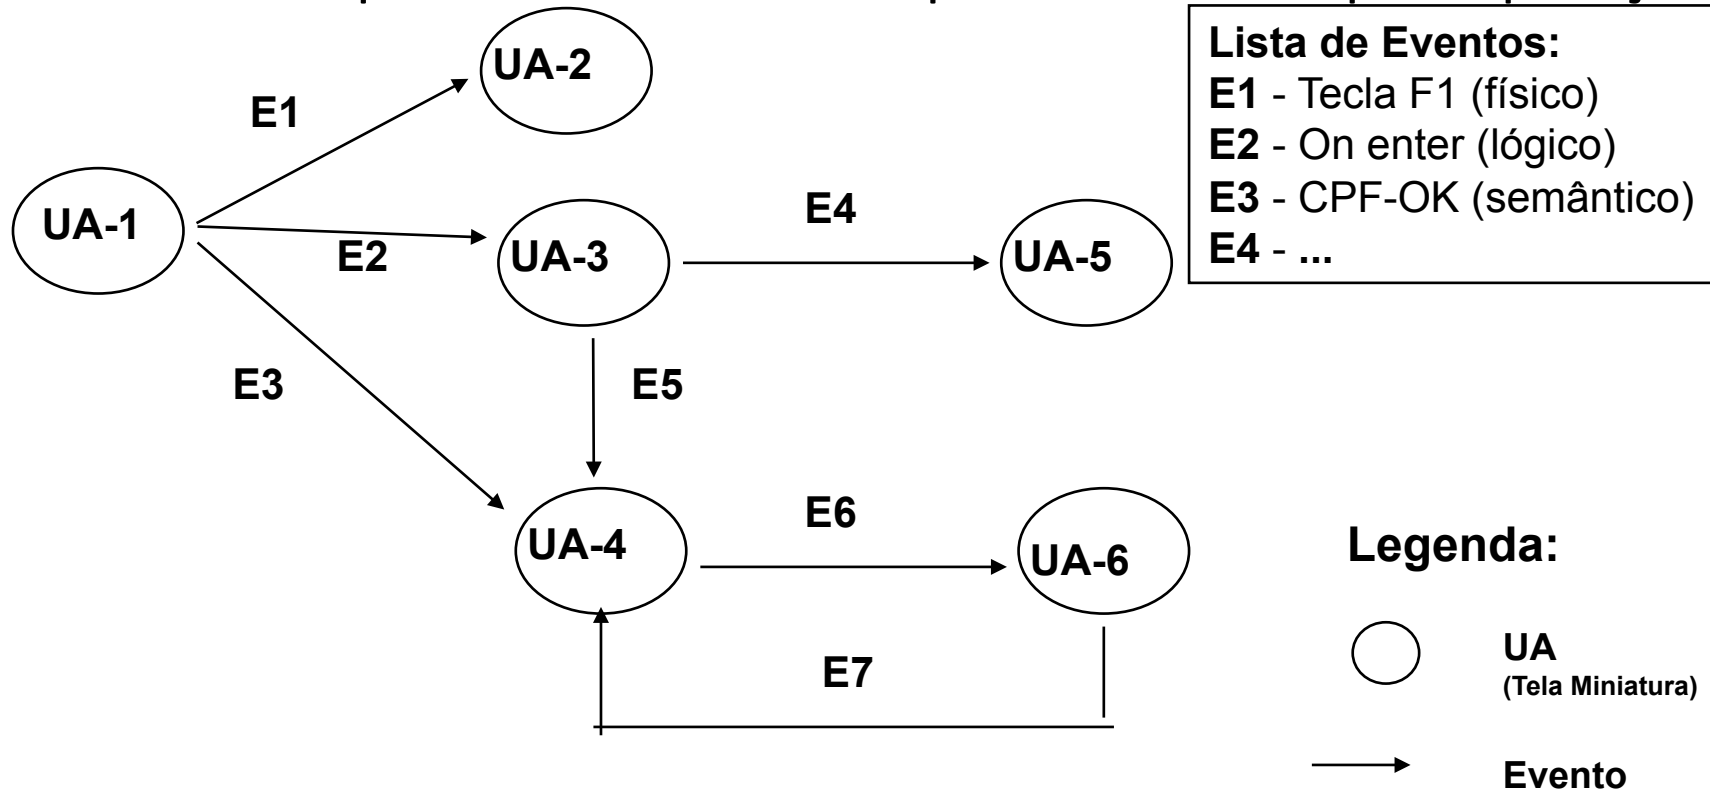 Lista de Eventos:
E1 - Tecla F1 (físico)
E2 - On enter (lógico)
E3 - CPF-OK (semântico)
E4 - ...
UA-2
E1
UA-1
E2
UA-3
E4
UA-5
E3
E5
UA-4
E6
UA-6
E7
Legenda:
UA
(Tela Miniatura)
Evento